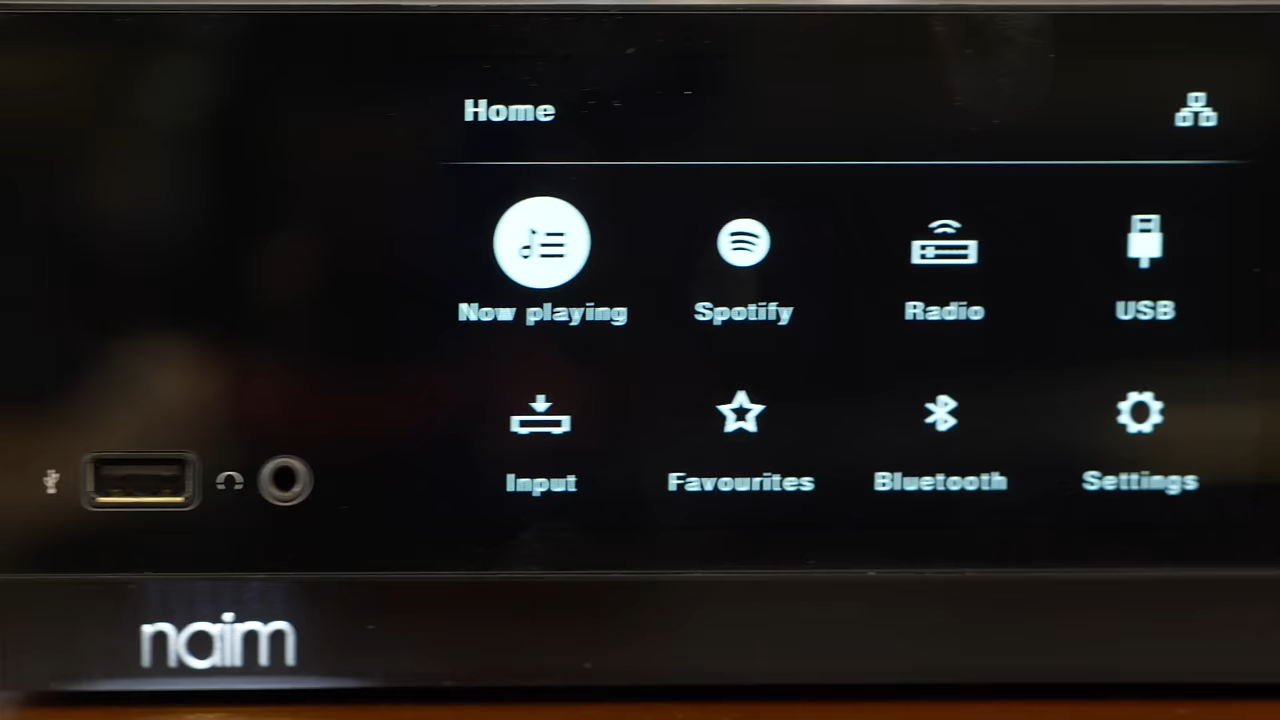 Home
Now playing Spotify Radio USB
Input Favourites Bluetooth Settings
naim